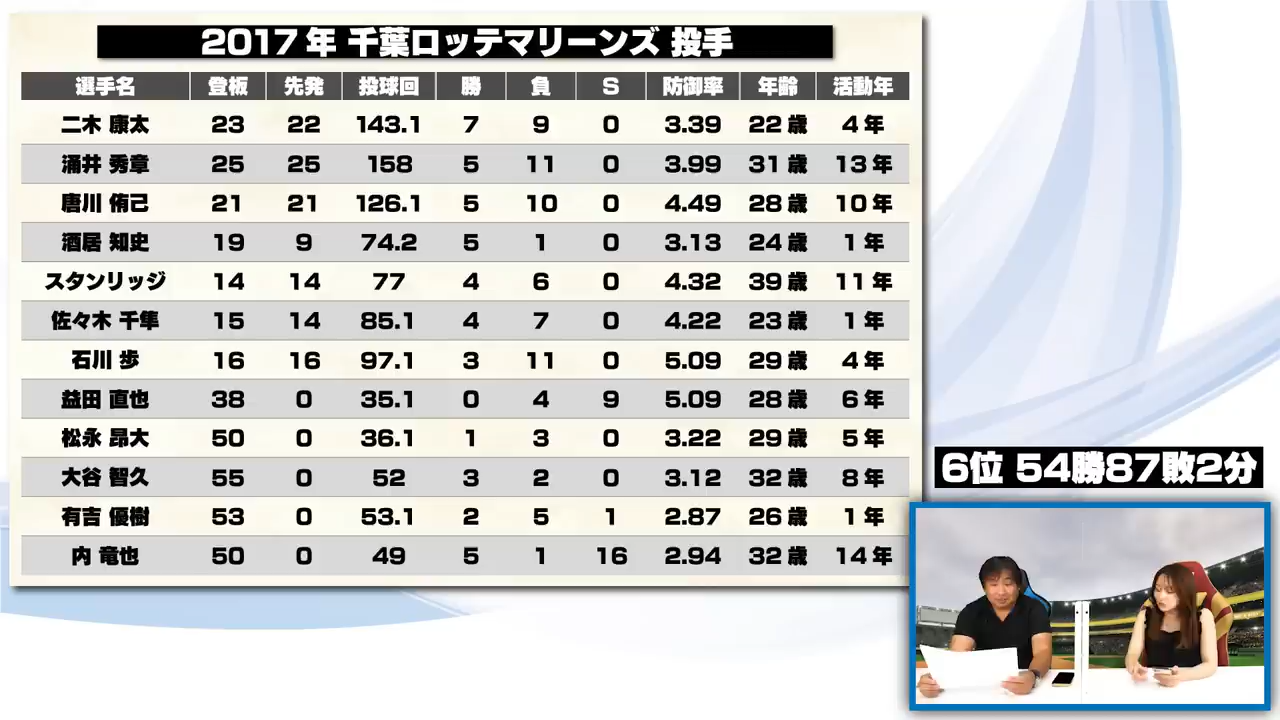 2017年 千葉ロッテマリーンズ 投手
選手名 登板 先発 投球回 勝 負 S 防御率 年齢 活動年
二木 康太 23 22 143.1 7 9 0 3.39 22歳 4年
涌井 秀章 25 25 158 5 11 0 3.99 31歳 13年
唐川 侑己 21 21 126.1 5 10 0 4.49 28歳 10年
酒居 知史 19 9 74.2 5 1 0 3.13 24歳 1年
スタンリッジ 14 14 77 4 6 0 4.32 39歳 11年
佐々木 千隼 15 14 85.1 4 7 0 4.22 23歳 1年
石川 歩 16 16 97.1 3 11 0 5.09 29歳 4年
益田 直也 38 0 35.1 0 4 9 5.09 28歳 6年
松永 昂大 50 0 36.1 1 3 0 3.22 29歳 5年
大谷 智久 55 0 52 3 2 0 3.12 32歳 8年
有吉 優樹 53 0 53.1 2 5 1 2.87 26歳 1年
内 竜也 50 0 49 5 1 16 2.94 32歳 14年
6位 54勝87敗2分